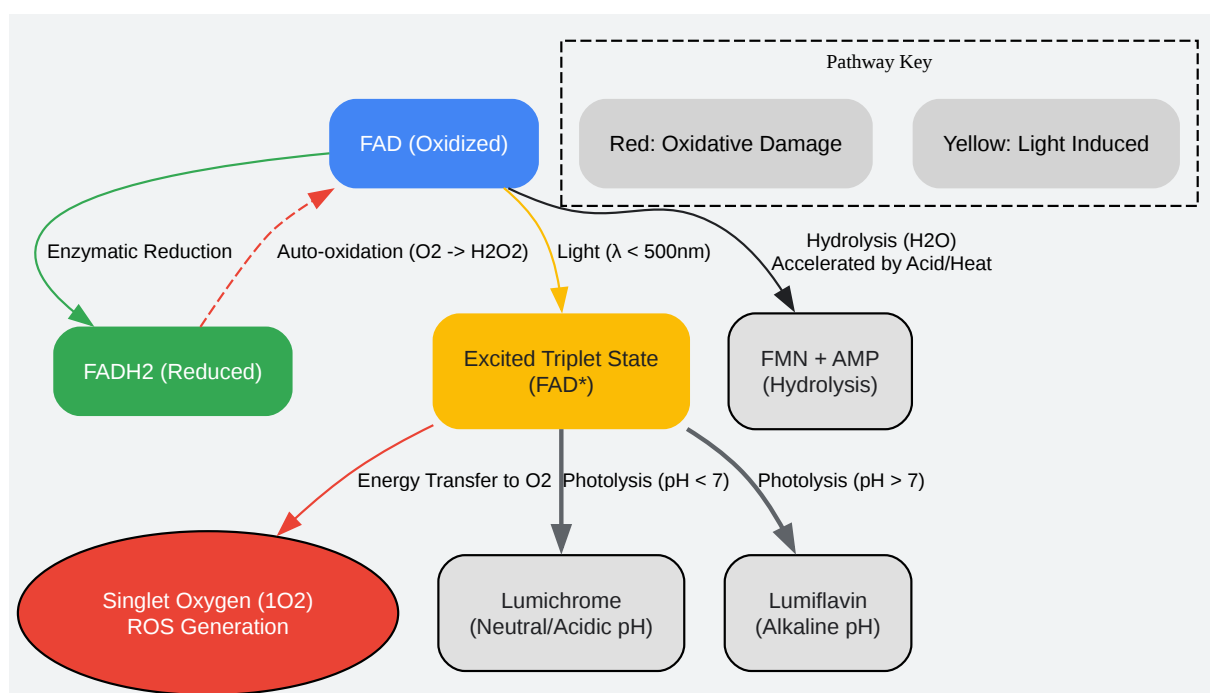 Pathway Key
FAD (Oxidized)
Red: Oxidative Damage
Yellow: Light Induced
Enzymatic Reduction
Auto-oxidation (O2 -> H2O2)
Light (λ < 500nm)
Hydrolysis (H2O)
Accelerated by Acid/Heat
FADH2 (Reduced)
Excited Triplet State
(FAD*)
FMN + AMP
(Hydrolysis)
Energy Transfer to O2
Photolysis (pH < 7)
Photolysis (pH > 7)
Singlet Oxygen (1O2)
ROS Generation
Lumichrome
(Neutral/Acidic pH)
Lumiflavin
(Alkaline pH)